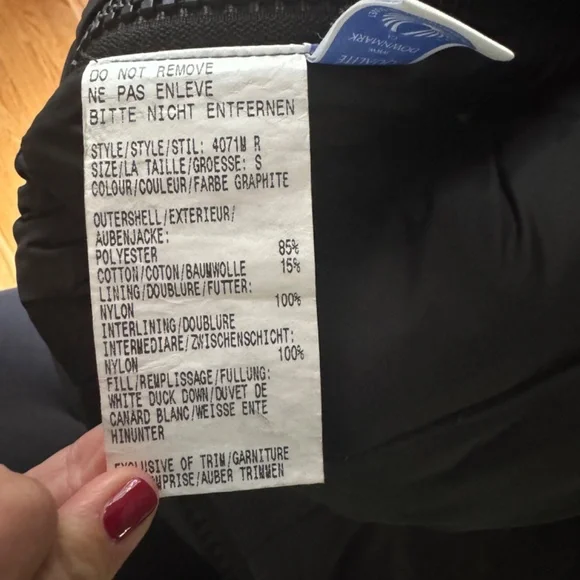 QUALITE
DOWNMARK
DO NOT REMOVE
NE PAS ENLEVE
BITTE NICHT ENTFERNEN
STYLE/STYLE/STIL: 4071M R
SIZE/LA TAILLE/GROESSE: S
COLOUR/COULEUR/FARBE GRAPHITE
OUTERSHELL/EXTERIEUR/
AUBENJACKE:
POLYESTER 85%
COTTON/COTON/BAUMWOLLE 15%
LINING/DOUBLURE/FUTTER:
NYLON 100%
INTERLINING/DOUBLURE
INTERMEDIARE/ZWISCHENSCHICHT:
NYLON 100%
FILL/REMPLISSAGE/FULLUNG:
WHITE DUCK DOWN/DUVET DE
CANARD BLANC/WEISSE ENTE
HINUNTER
EXCLUSIVE OF TRIM/GARNITURE
MPRISE/AUBER TRIMMEN